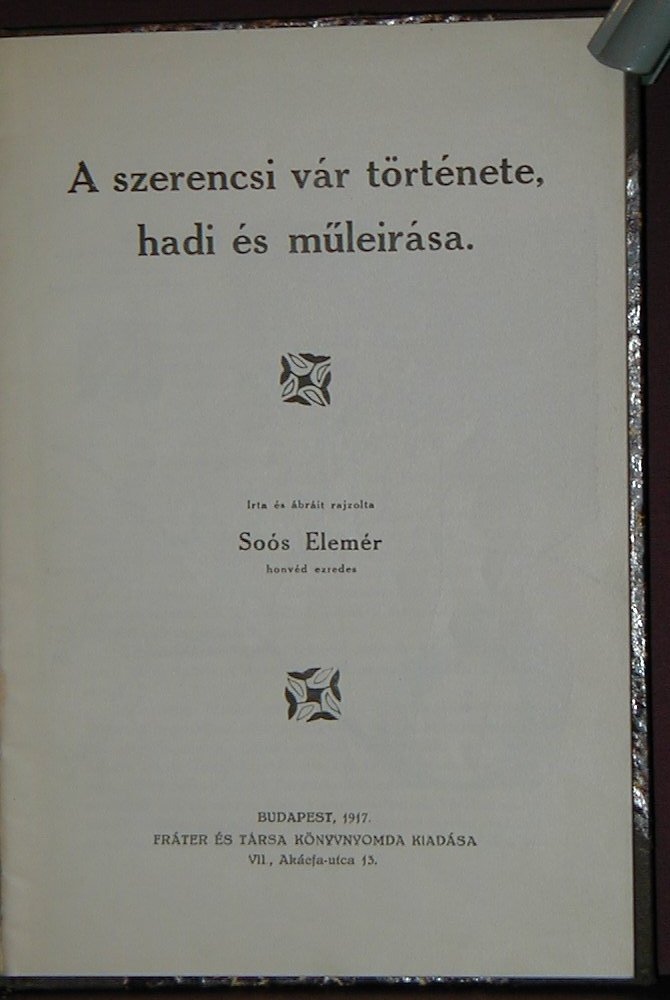 A szerencsi vár története,
hadi és műleirása.
Irta és ábráit rajzolta
Soós Elemér
honvéd ezredes
BUDAPEST, 1917.
FRÁTER ÉS TÁRSA KÖNYVNYOMDA KIADÁSA
VII., Akácfa-utca 13.